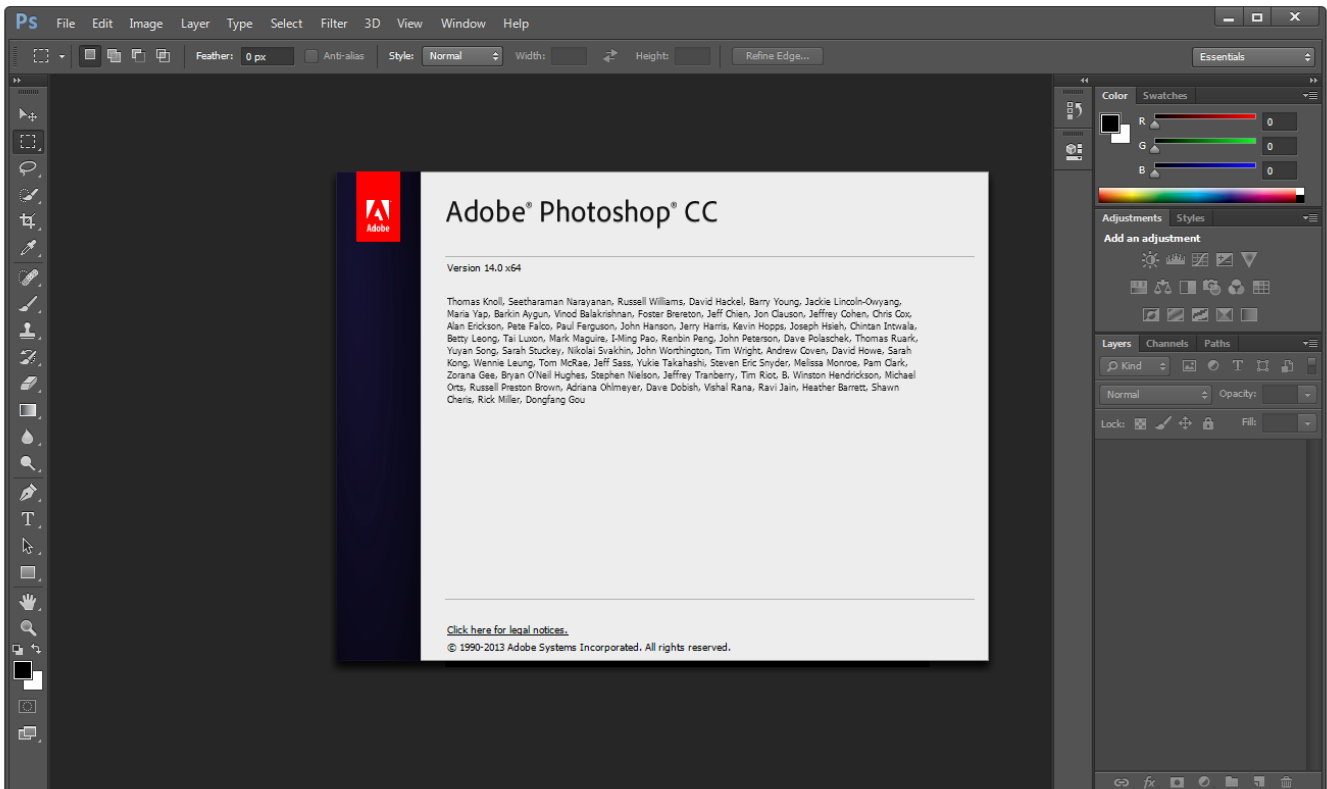 Ps File Edit Image Layer Type Select Filter 3D View Window Help
Feather: 0 px Anti-alias Style: Normal Width: Height: Refine Edge... Essentials
Color Swatches
R 0
G 0
B 0
Adjustments Styles
Add an adjustment
Layers Channels Paths
Kind
Normal Opacity:
Lock: Fill:
fx
Adobe
Adobe® Photoshop® CC
Version 14.0 x64
Thomas Knoll, Seetharaman Narayanan, Russell Williams, David Hackel, Barry Young, Jackie Lincoln-Owyang,
Maria Yap, Barkin Aygun, Vinod Balakrishnan, Foster Brereton, Jeff Chien, Jon Clauson, Jeffrey Cohen, Chris Cox,
Alan Erickson, Pete Falco, Paul Ferguson, John Hanson, Jerry Harris, Kevin Hopps, Joseph Hsieh, Chintan Intwala,
Betty Leong, Tai Luxon, Mark Maguire, I-Ming Pao, Renbin Peng, John Peterson, Dave Polaschek, Thomas Ruark,
Yuyan Song, Sarah Stuckey, Nikolai Svakhin, John Worthington, Tim Wright, Andrew Coven, David Howe, Sarah
Kong, Wennie Leung, Tom McRae, Jeff Sass, Yukie Takahashi, Steven Eric Snyder, Melissa Monroe, Pam Clark,
Zorana Gee, Bryan O'Neil Hughes, Stephen Nielson, Jeffrey Tranberry, Tim Riot, B. Winston Hendrickson, Michael
Orts, Russell Preston Brown, Adriana Ohlmeyer, Dave Dobish, Vishal Rana, Ravi Jain, Heather Barrett, Shawn
Cheris, Rick Miller, Dongfang Gou
Click here for legal notices.
© 1990-2013 Adobe Systems Incorporated. All rights reserved.